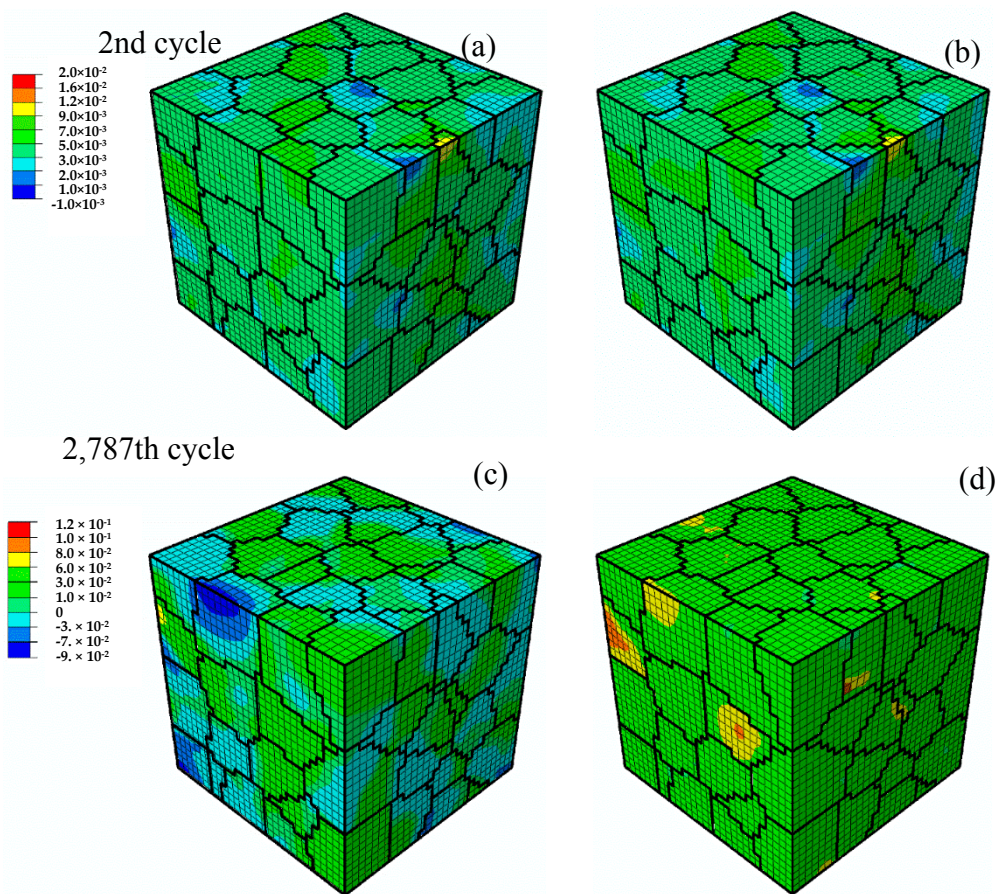 2nd cycle
(a)
(b)
2.0×10⁻²
1.6×10⁻²
1.2×10⁻²
9.0×10⁻³
7.0×10⁻³
5.0×10⁻³
3.0×10⁻³
2.0×10⁻³
1.0×10⁻³
-1.0×10⁻³
2,787th cycle
(c)
(d)
1.2 × 10⁻¹
1.0 × 10⁻¹
8.0 × 10⁻²
6.0 × 10⁻²
3.0 × 10⁻²
1.0 × 10⁻²
0
-3. × 10⁻²
-7. × 10⁻²
-9. × 10⁻²